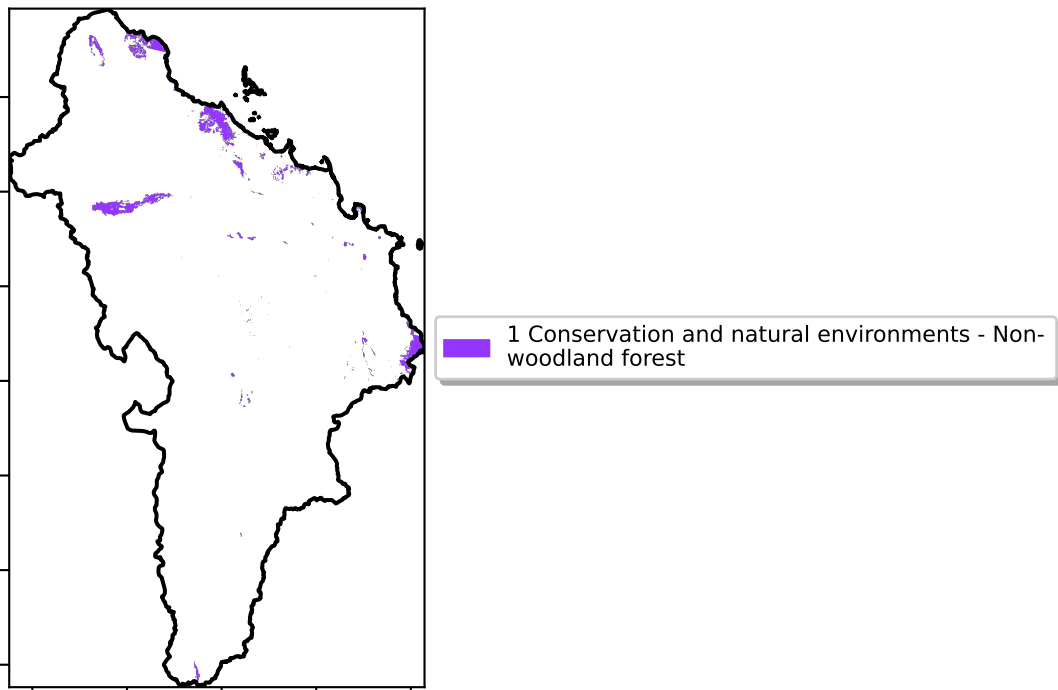 1 Conservation and natural environments - Non-
woodland forest